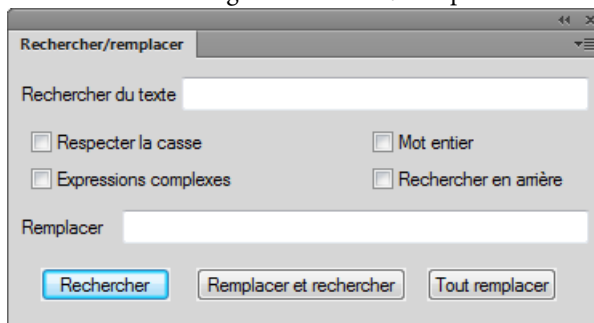 Rechercher/remplacer
Rechercher du texte
Respecter la casse Mot entier
Expressions complexes Rechercher en arrière
Remplacer
Rechercher Remplacer et rechercher Tout remplacer